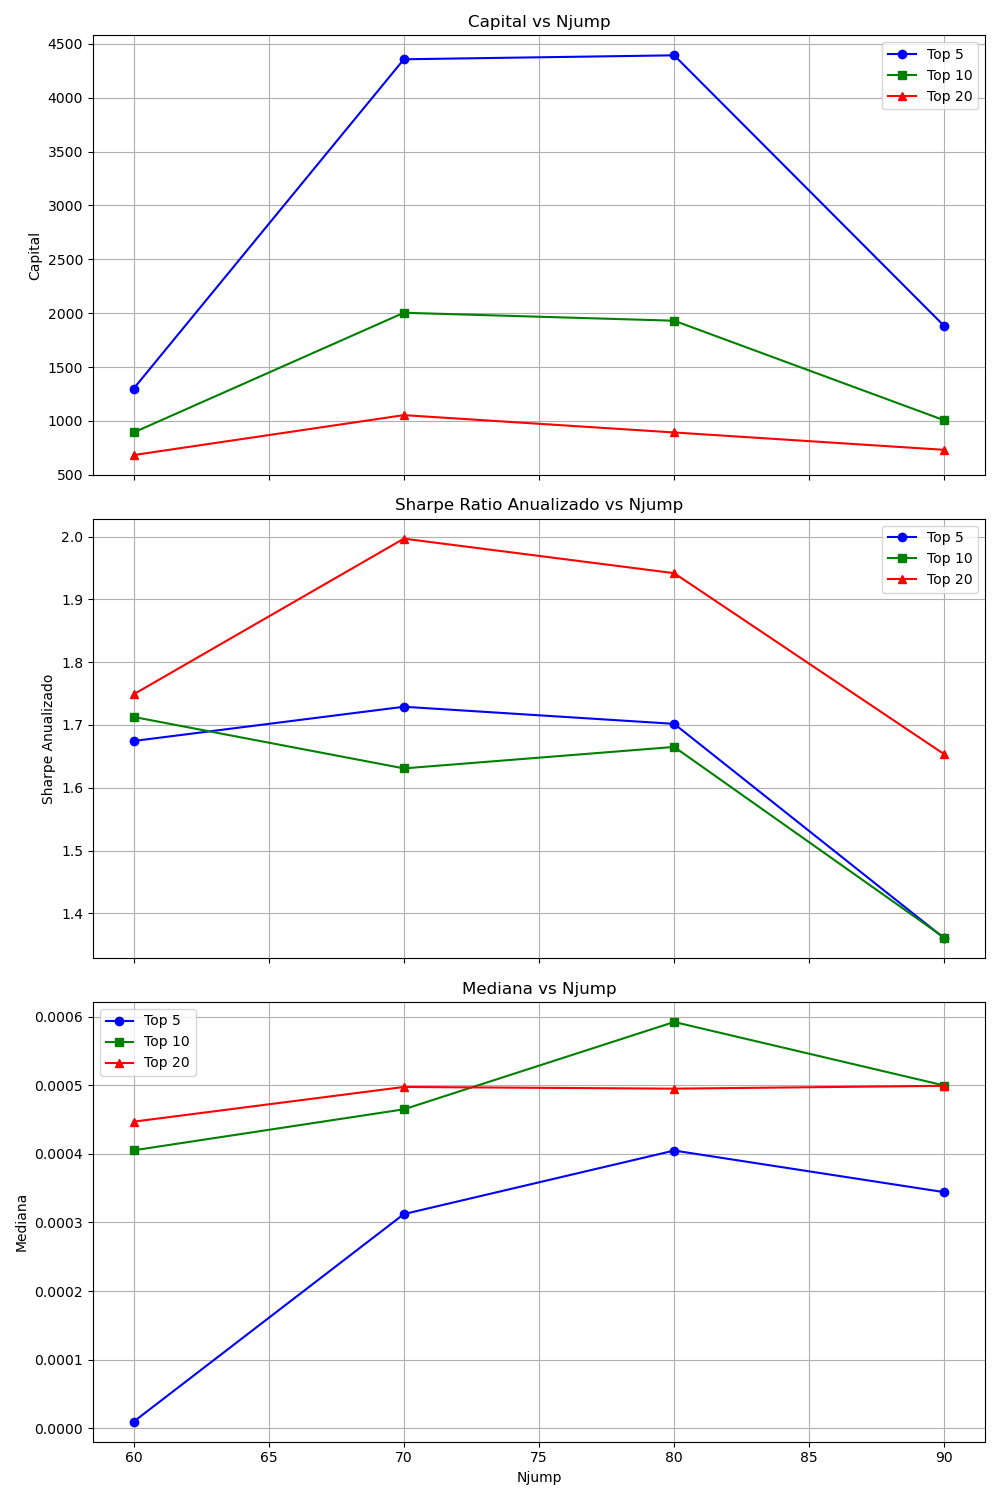 Capital vs Njump
4500
4000
3500
3000
2500
2000
1500
1000
500
Capital
Top 5
Top 10
Top 20
Sharpe Ratio Anualizado vs Njump
2.0
1.9
1.8
1.7
1.6
1.5
1.4
Sharpe Anualizado
Top 5
Top 10
Top 20
Mediana vs Njump
0.0006
0.0005
0.0004
0.0003
0.0002
0.0001
0.0000
Mediana
Top 5
Top 10
Top 20
60 65 70 75 80 85 90
Njump